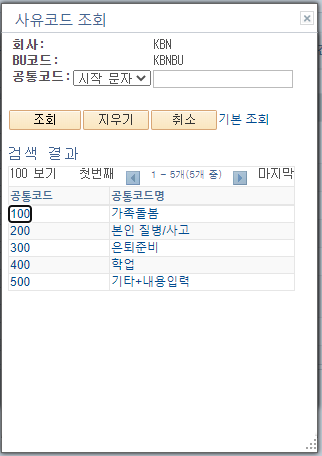 사유코드 조회
회사: KBN
BU코드: KBNBU
공통코드: 시작 문자
조회 지우기 취소 기본 조회
검색 결과
100 보기 첫번째 1 - 5개(5개 중) 마지막
공통코드 공통코드명
100 가족돌봄
200 본인 질병/사고
300 은퇴준비
400 학업
500 기타+내용입력